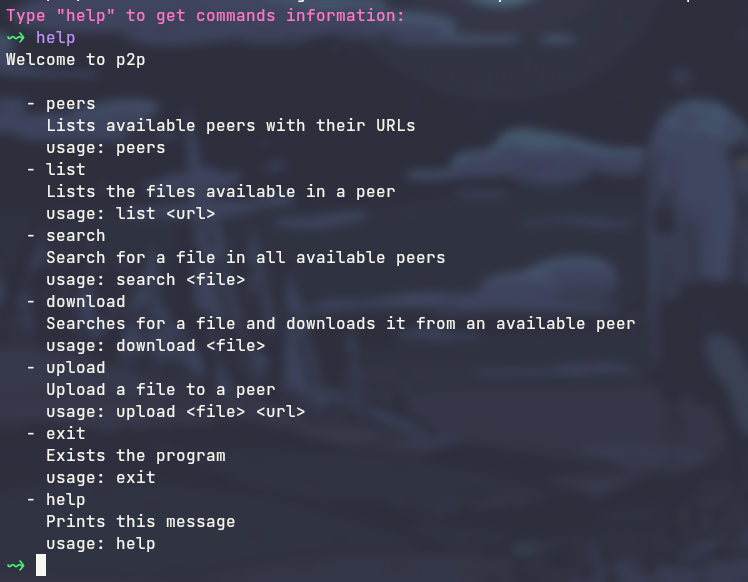 Type "help" to get commands information:
⇝ help
Welcome to p2p
- peers
Lists available peers with their URLs
usage: peers
- list
Lists the files available in a peer
usage: list <url>
- search
Search for a file in all available peers
usage: search <file>
- download
Searches for a file and downloads it from an available peer
usage: download <file>
- upload
Upload a file to a peer
usage: upload <file> <url>
- exit
Exists the program
usage: exit
- help
Prints this message
usage: help
⇝